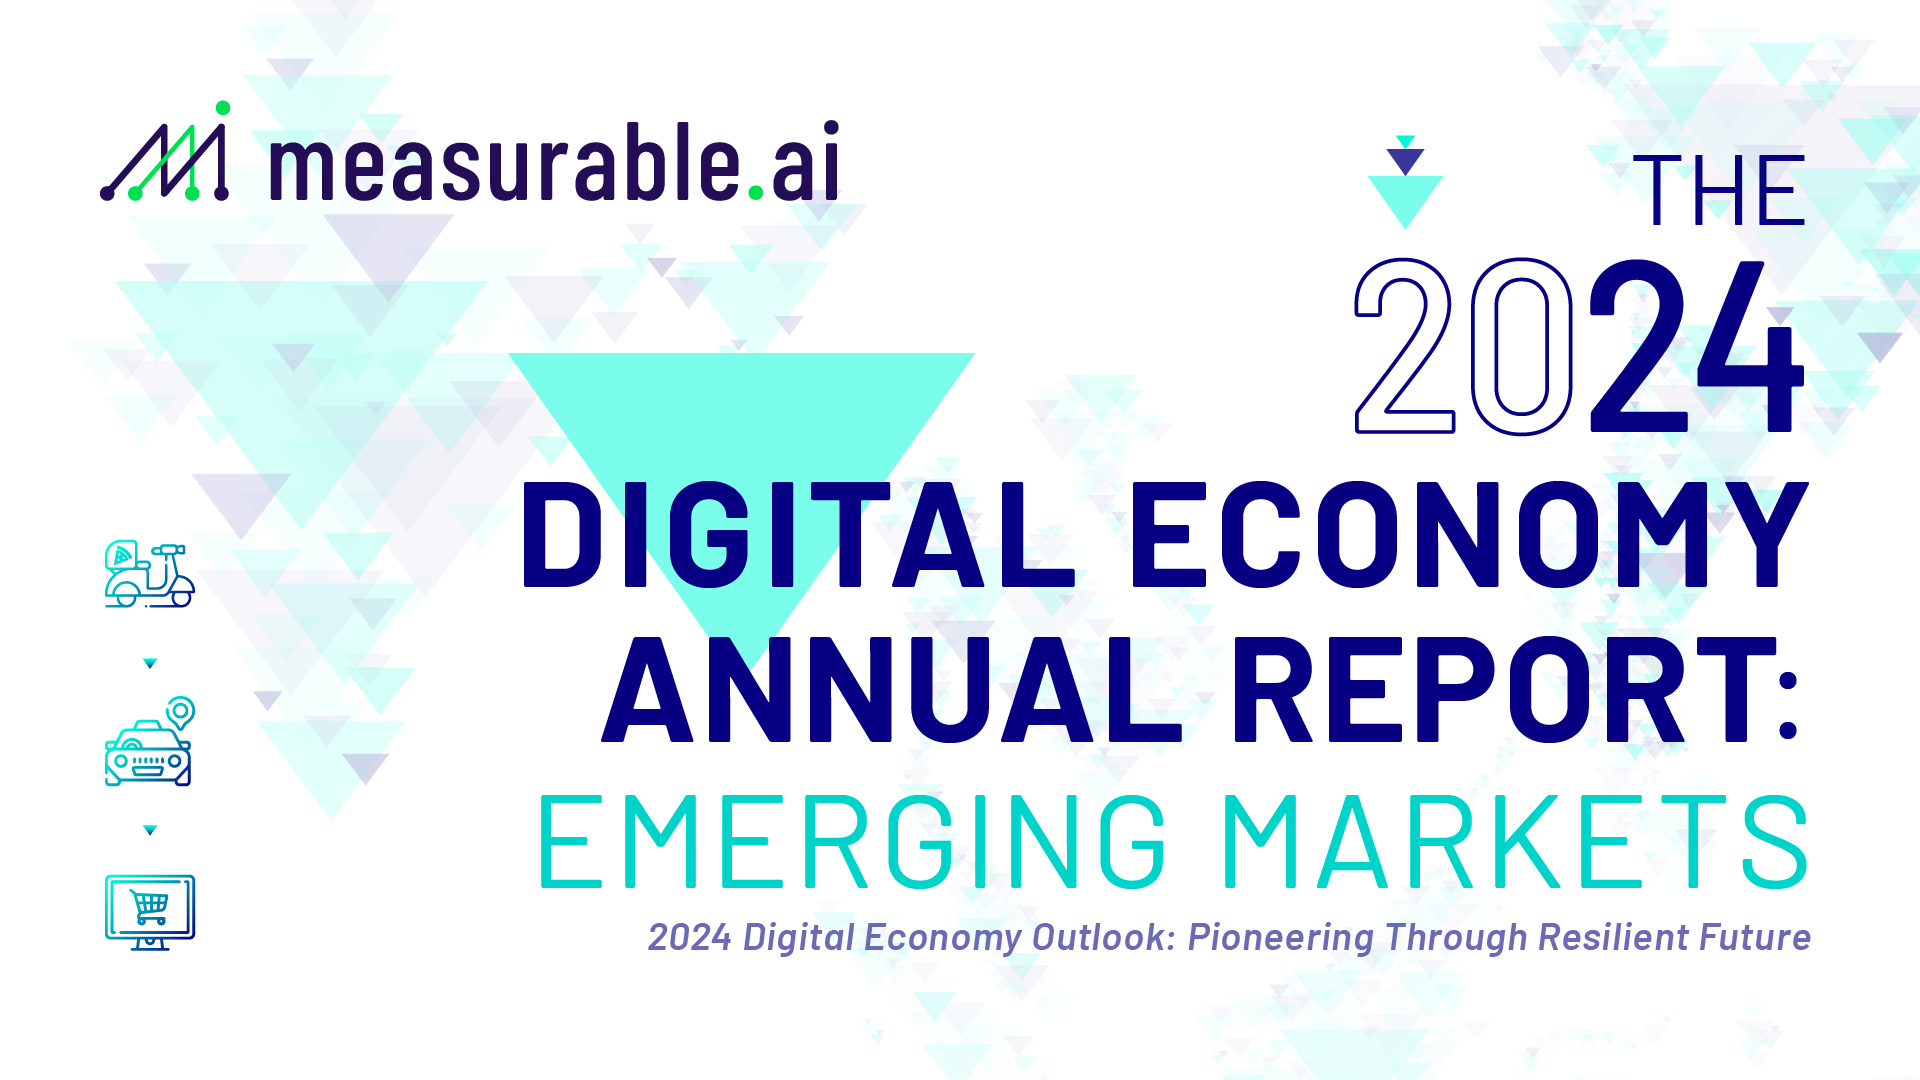 measurable.ai
THE
2024
DIGITAL ECONOMY
ANNUAL REPORT:
EMERGING MARKETS
2024 Digital Economy Outlook: Pioneering Through Resilient Future